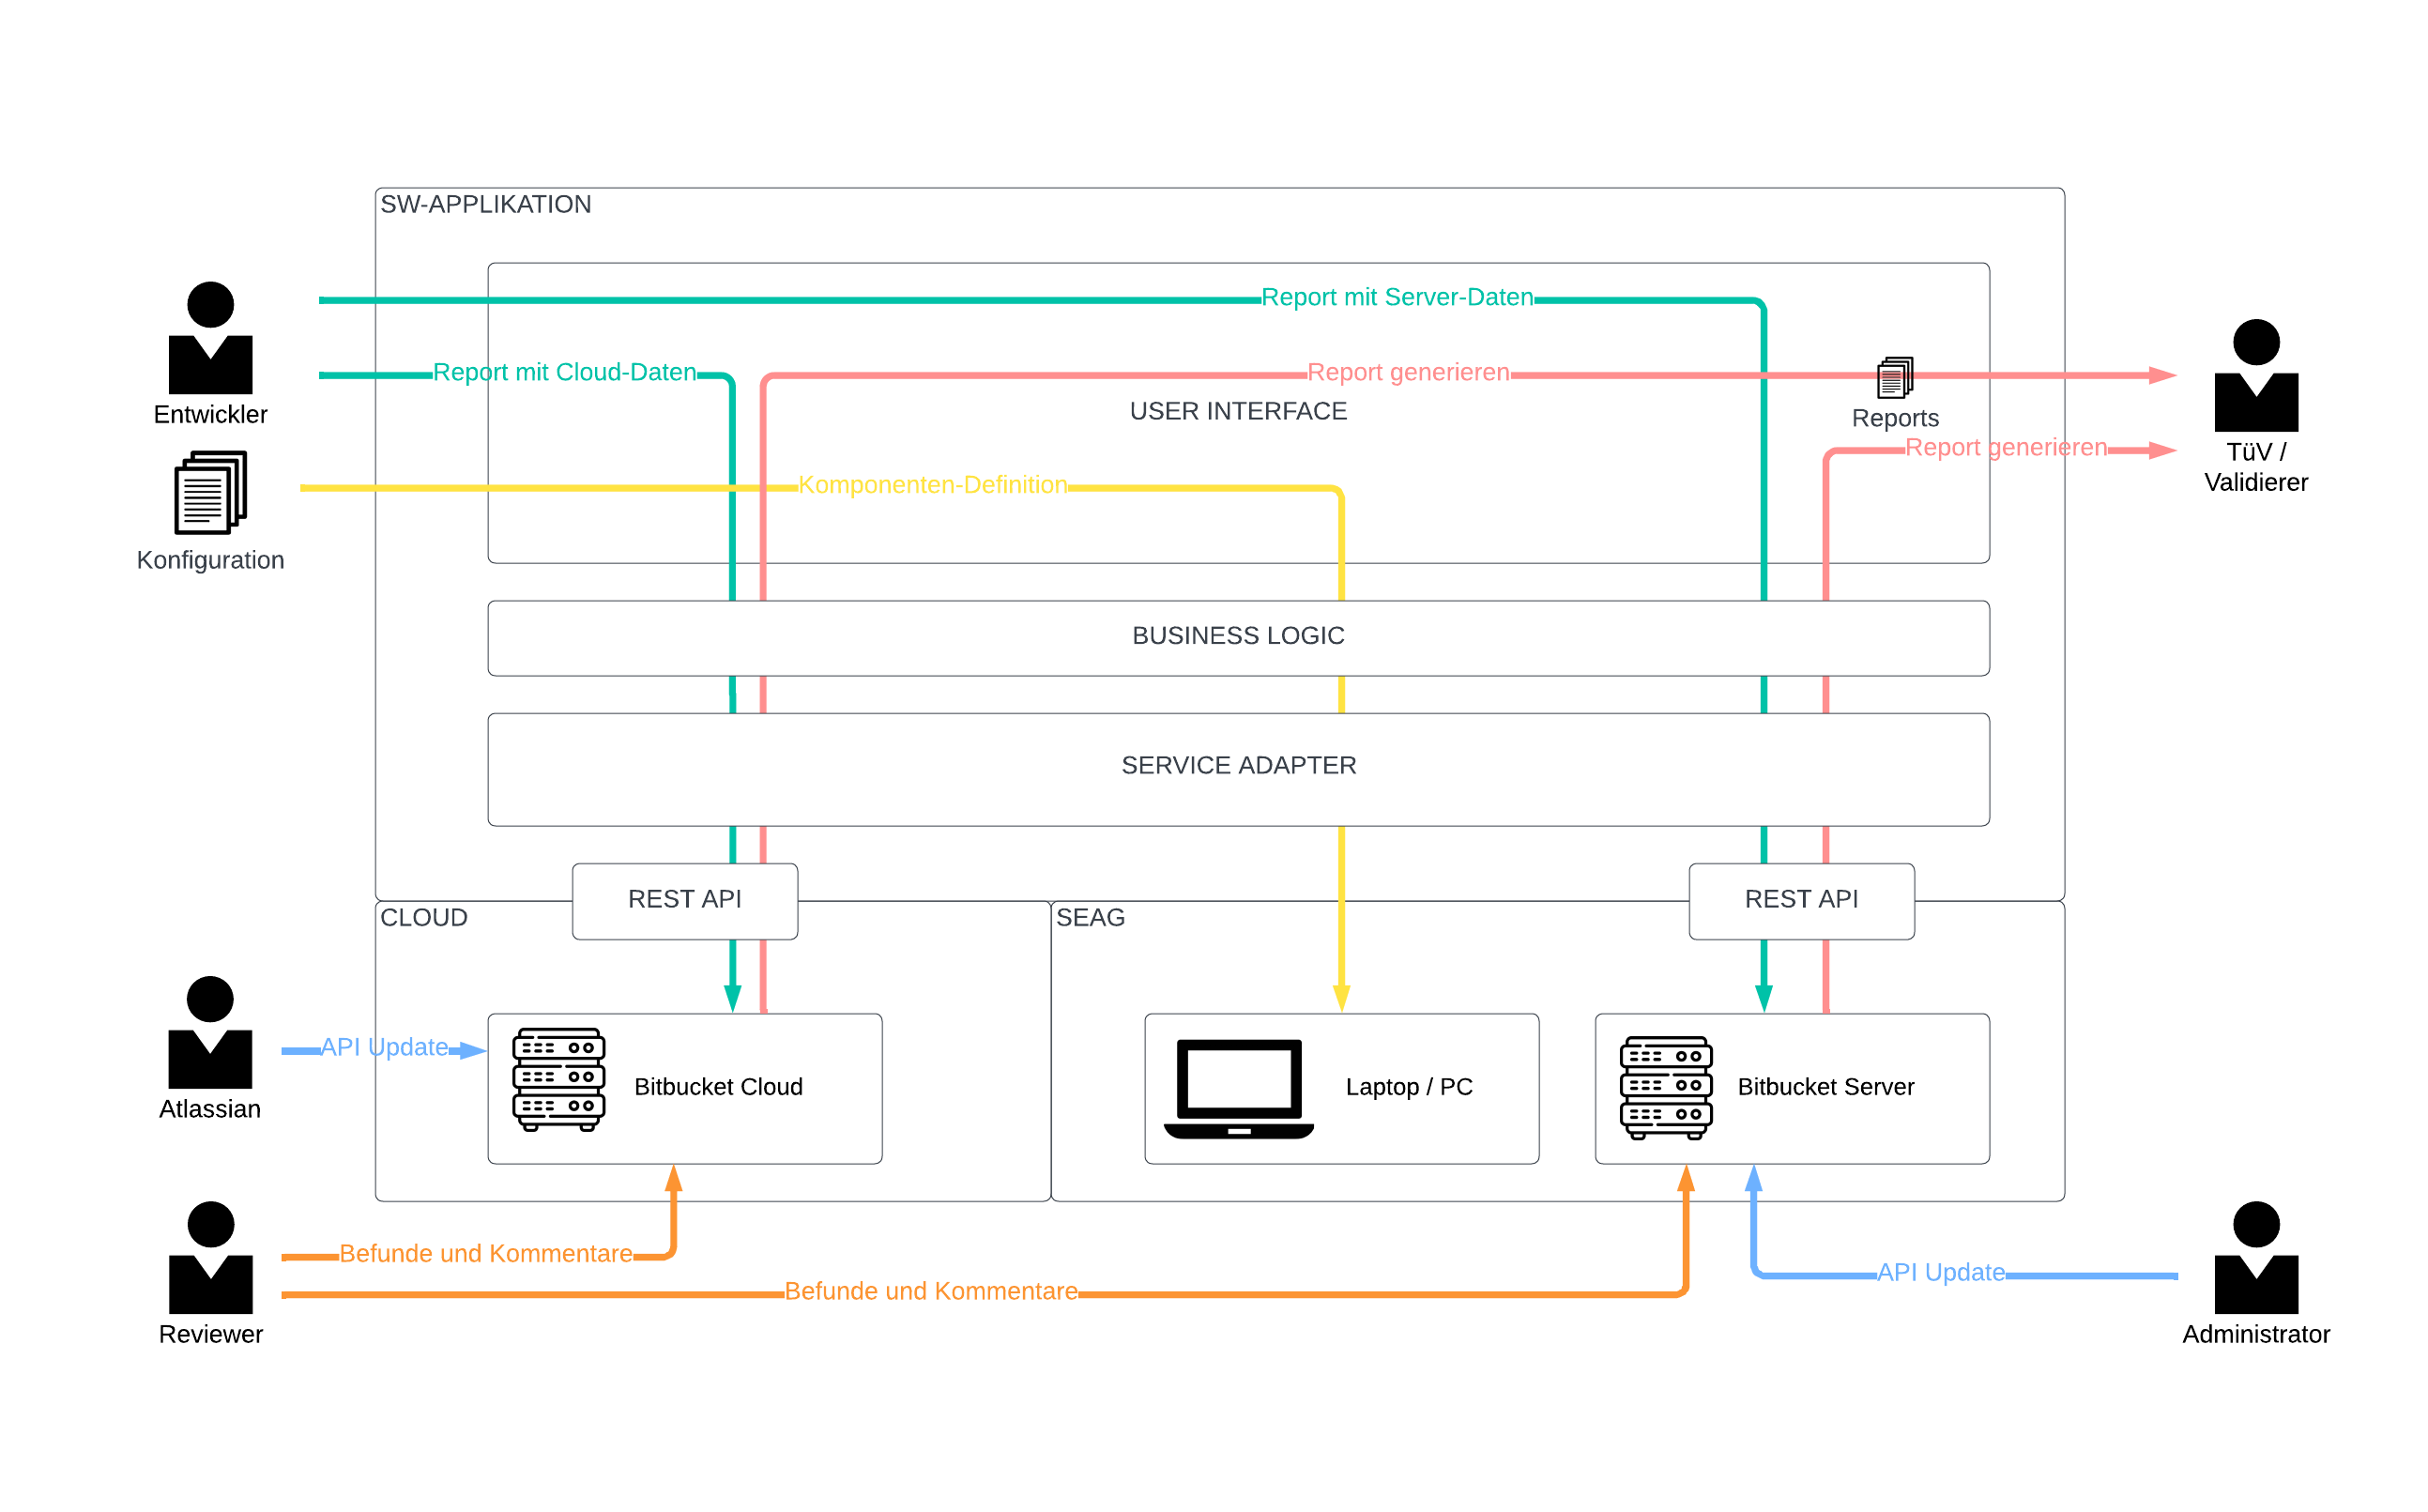 SW-APPLIKATION
Report mit Server-Daten
Entwickler
Report mit Cloud-Daten
Report generieren
USER INTERFACE
Reports
Report generieren
TüV /
Validierer
Komponenten-Definition
Konfiguration
BUSINESS LOGIC
SERVICE ADAPTER
REST API
REST API
CLOUD
SEAG
Atlassian
API Update
Bitbucket Cloud
Laptop / PC
Bitbucket Server
Reviewer
Befunde und Kommentare
Befunde und Kommentare
API Update
Administrator